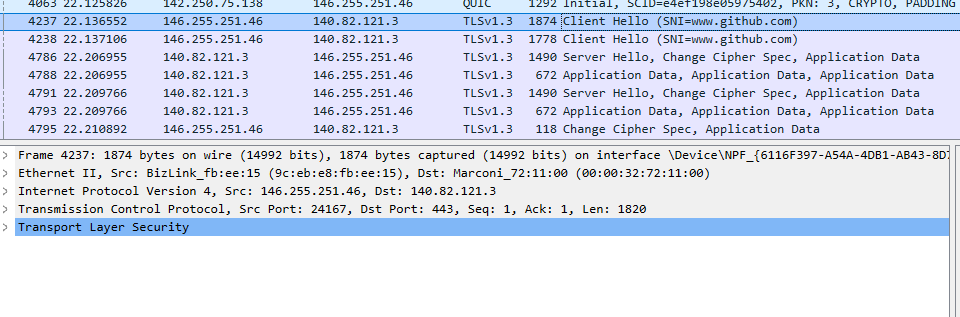 4063 22.125826 142.250.75.138 146.255.251.46 QUIC 1292 Initial, SCID=e4ef198e05975402, PKN: 3, CRYPTO, PADDING
4237 22.136552 146.255.251.46 140.82.121.3 TLSv1.3 1874 Client Hello (SNI=www.github.com)
4238 22.137106 146.255.251.46 140.82.121.3 TLSv1.3 1778 Client Hello (SNI=www.github.com)
4786 22.206955 140.82.121.3 146.255.251.46 TLSv1.3 1490 Server Hello, Change Cipher Spec, Application Data
4788 22.206955 140.82.121.3 146.255.251.46 TLSv1.3 672 Application Data, Application Data, Application Data
4791 22.209766 140.82.121.3 146.255.251.46 TLSv1.3 1490 Server Hello, Change Cipher Spec, Application Data
4793 22.209766 140.82.121.3 146.255.251.46 TLSv1.3 672 Application Data, Application Data, Application Data
4795 22.210892 146.255.251.46 140.82.121.3 TLSv1.3 118 Change Cipher Spec, Application Data
Frame 4237: 1874 bytes on wire (14992 bits), 1874 bytes captured (14992 bits) on interface \Device\NPF_{6116F397-A54A-4DB1-AB43-8D7
Ethernet II, Src: BizLink_fb:ee:15 (9c:eb:e8:fb:ee:15), Dst: Marconi_72:11:00 (00:00:32:72:11:00)
Internet Protocol Version 4, Src: 146.255.251.46, Dst: 140.82.121.3
Transmission Control Protocol, Src Port: 24167, Dst Port: 443, Seq: 1, Ack: 1, Len: 1820
Transport Layer Security